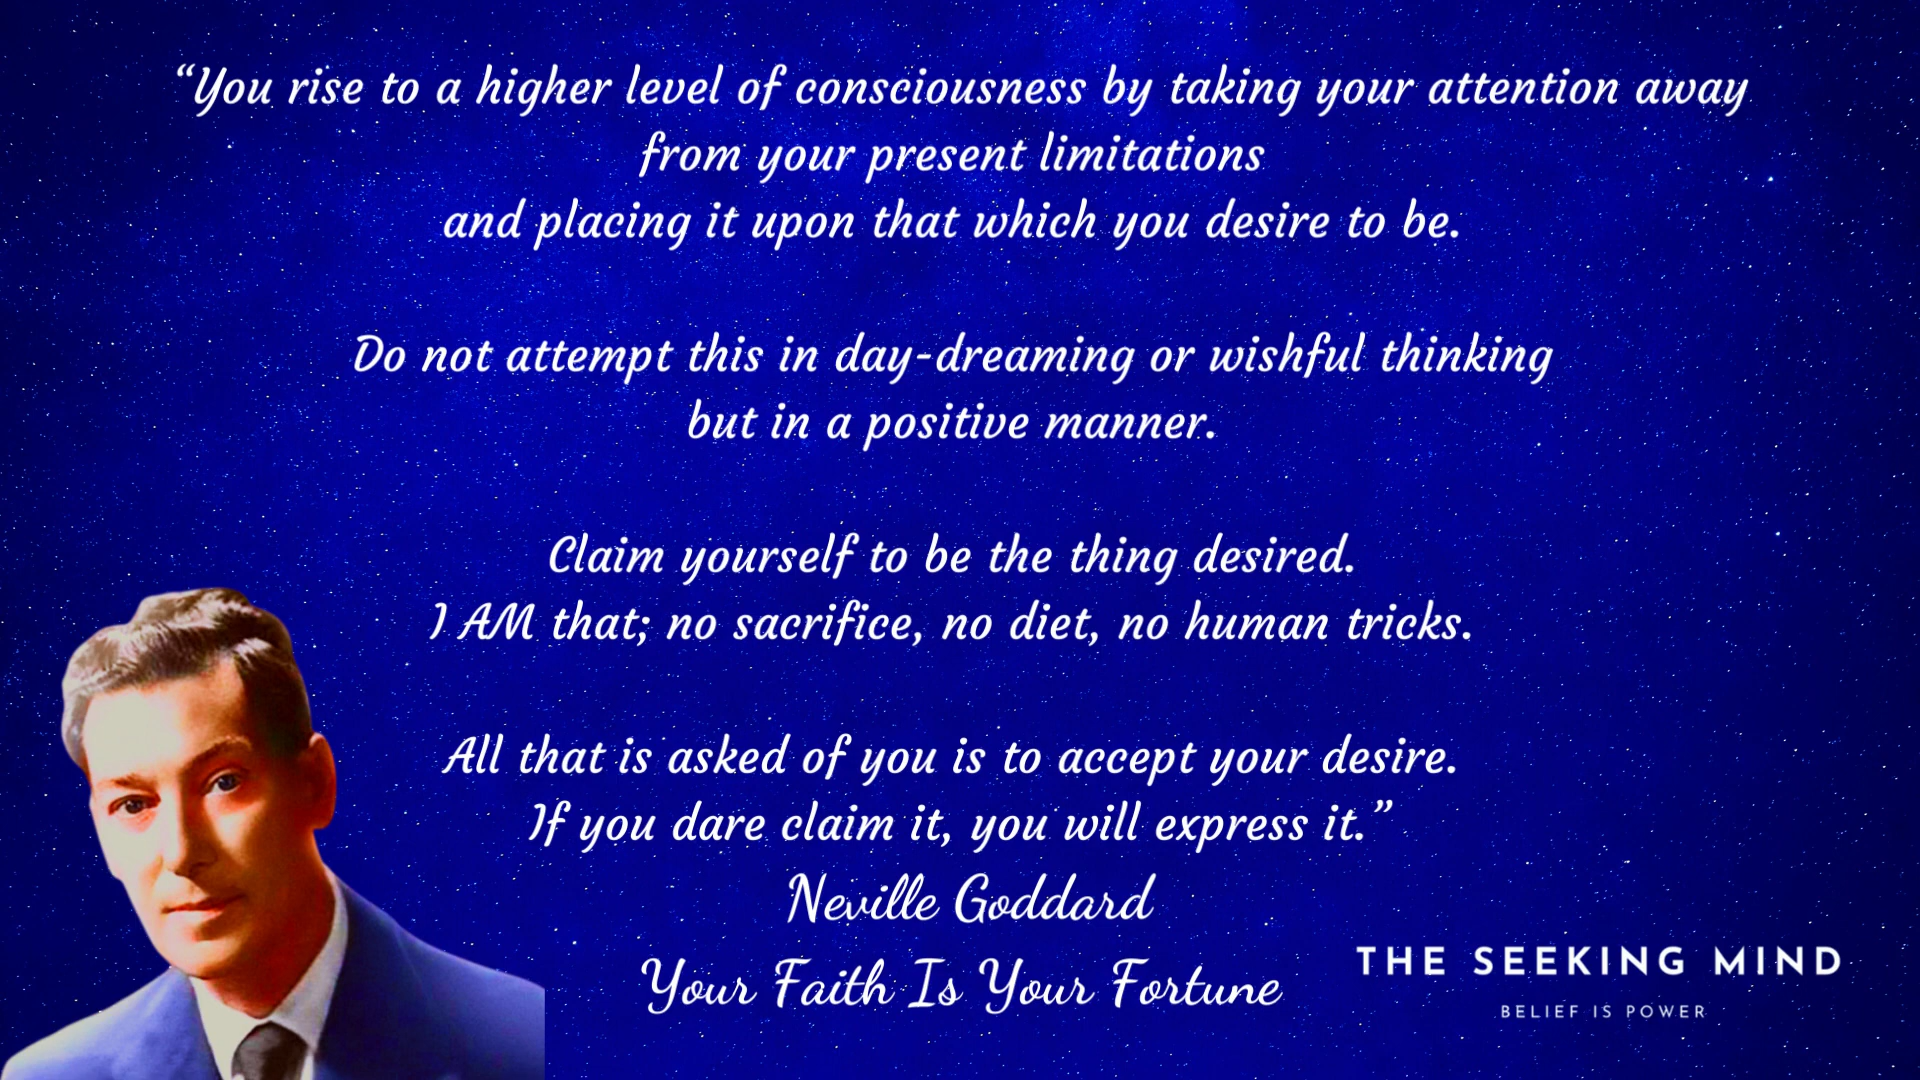 “You rise to a higher level of consciousness by taking your attention away
from your present limitations
and placing it upon that which you desire to be.
Do not attempt this in day-dreaming or wishful thinking
but in a positive manner.
Claim yourself to be the thing desired.
I AM that; no sacrifice, no diet, no human tricks.
All that is asked of you is to accept your desire.
If you dare claim it, you will express it.”
Neville Goddard
Your Faith Is Your Fortune
THE SEEKING MIND
BELIEF IS POWER